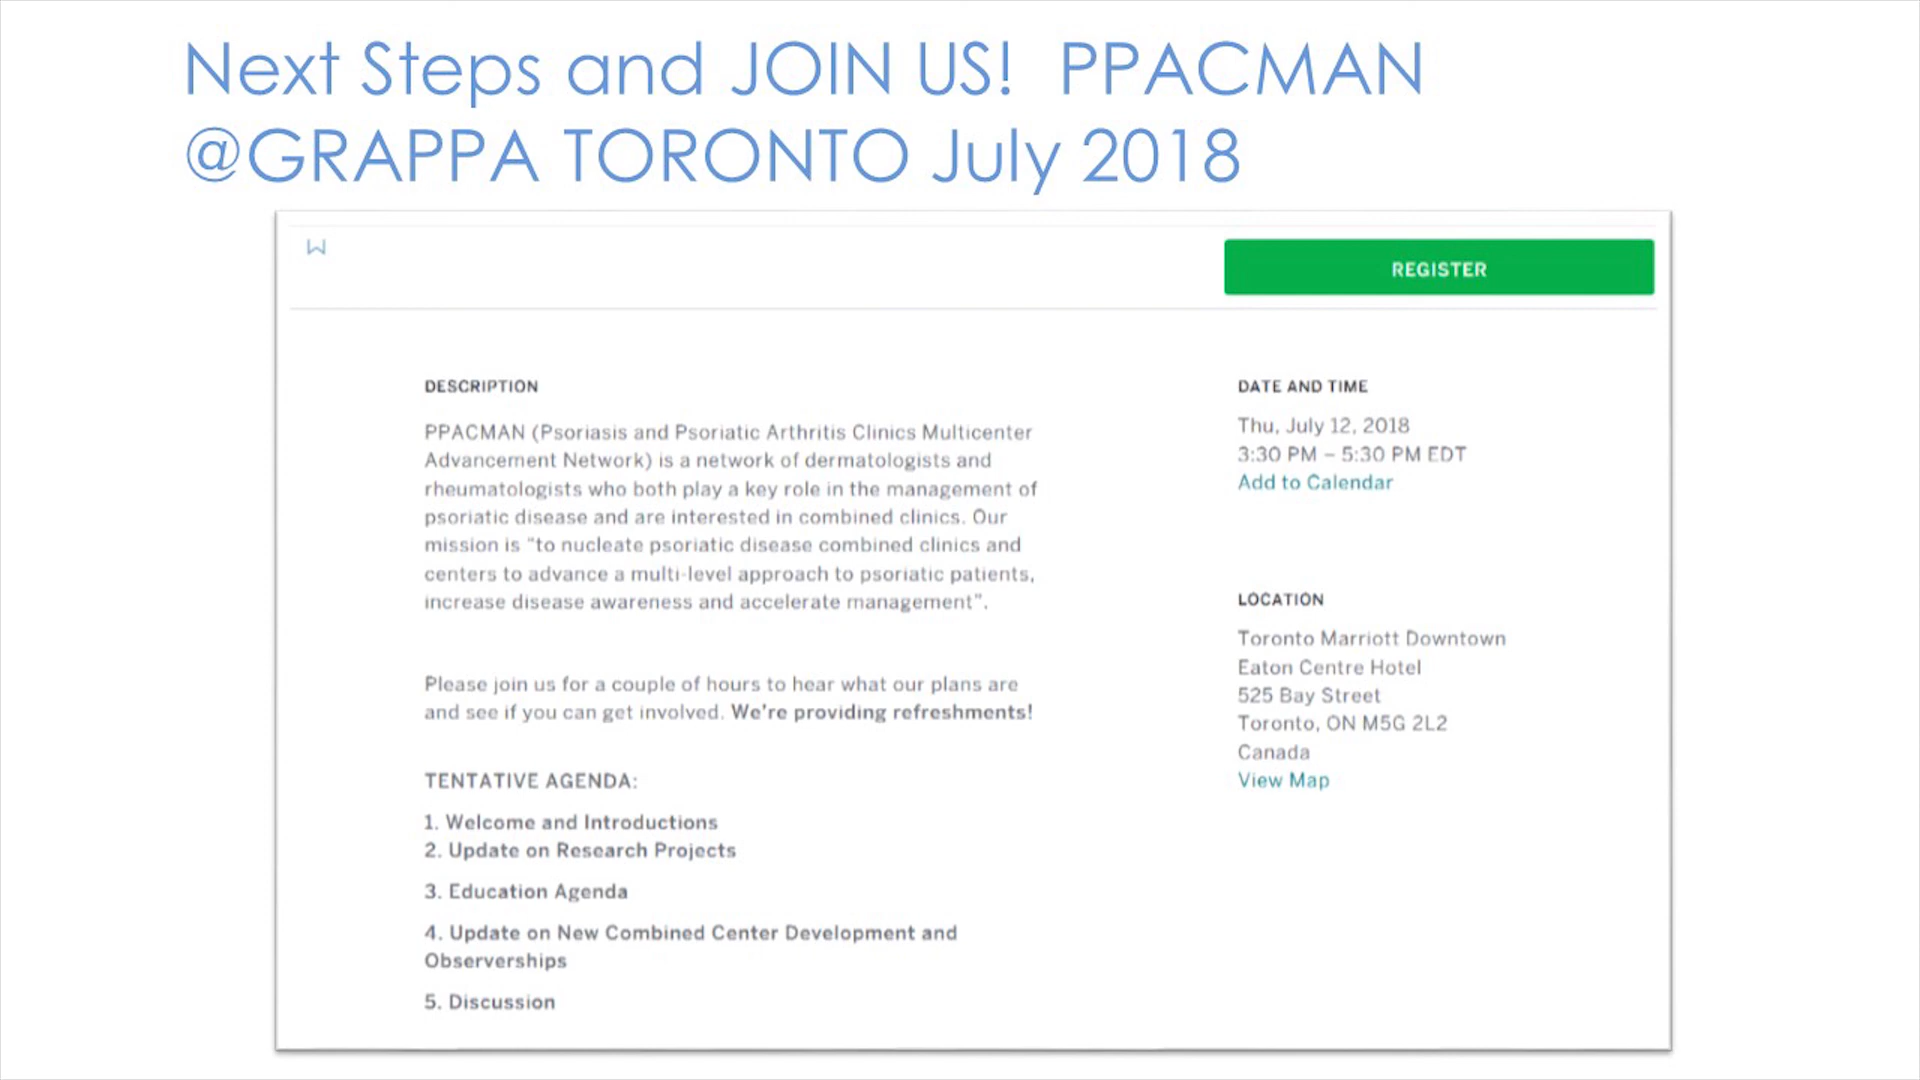 Next Steps and JOIN US!  PPACMAN
@GRAPPA TORONTO July 2018
REGISTER
DESCRIPTION
PPACMAN (Psoriasis and Psoriatic Arthritis Clinics Multicenter
Advancement Network) is a network of dermatologists and
rheumatologists who both play a key role in the management of
psoriatic disease and are interested in combined clinics. Our
mission is "to nucleate psoriatic disease combined clinics and
centers to advance a multi-level approach to psoriatic patients,
increase disease awareness and accelerate management".
Please join us for a couple of hours to hear what our plans are
and see if you can get involved. We're providing refreshments!
TENTATIVE AGENDA:
1. Welcome and Introductions
2. Update on Research Projects
3. Education Agenda
4. Update on New Combined Center Development and
Observerships
5. Discussion
DATE AND TIME
Thu, July 12, 2018
3:30 PM – 5:30 PM EDT
Add to Calendar
LOCATION
Toronto Marriott Downtown
Eaton Centre Hotel
525 Bay Street
Toronto, ON M5G 2L2
Canada
View Map